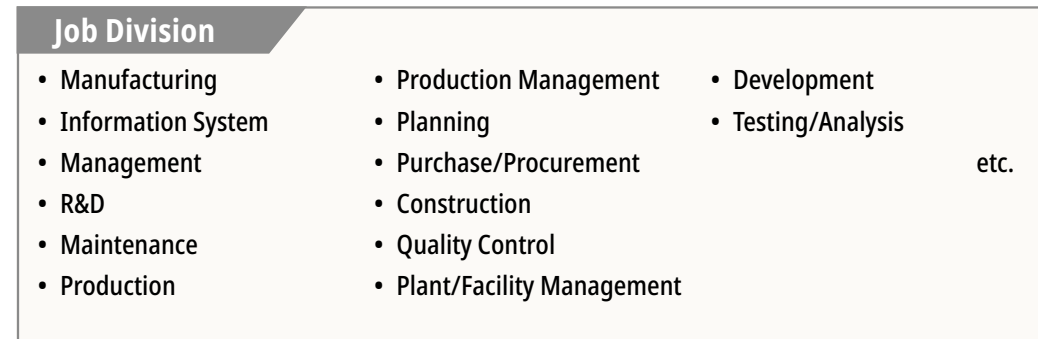 Job Division
• Manufacturing
• Information System
• Management
• R&D
• Maintenance
• Production
• Production Management
• Planning
• Purchase/Procurement
• Construction
• Quality Control
• Plant/Facility Management
• Development
• Testing/Analysis
etc.